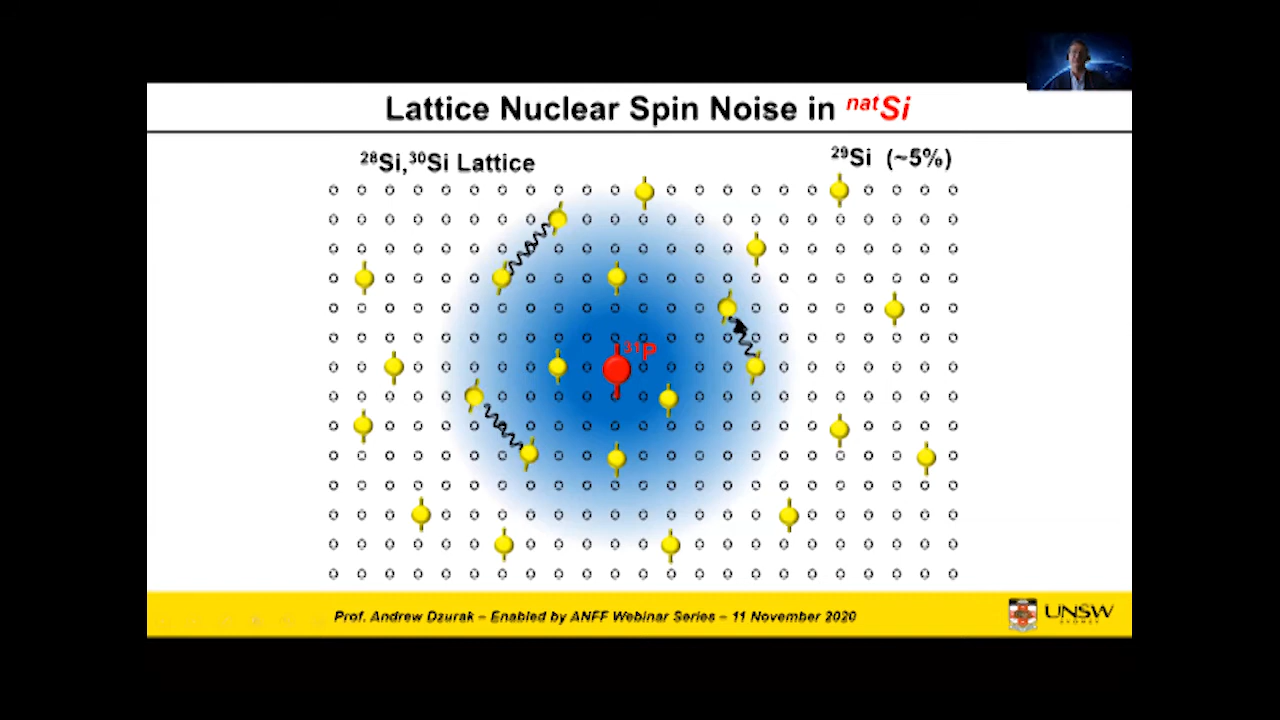 Lattice Nuclear Spin Noise in natSi
28Si,30Si Lattice
29Si (~5%)
31P
Prof. Andrew Dzurak – Enabled by ANFF Webinar Series – 11 November 2020
UNSW
SYDNEY